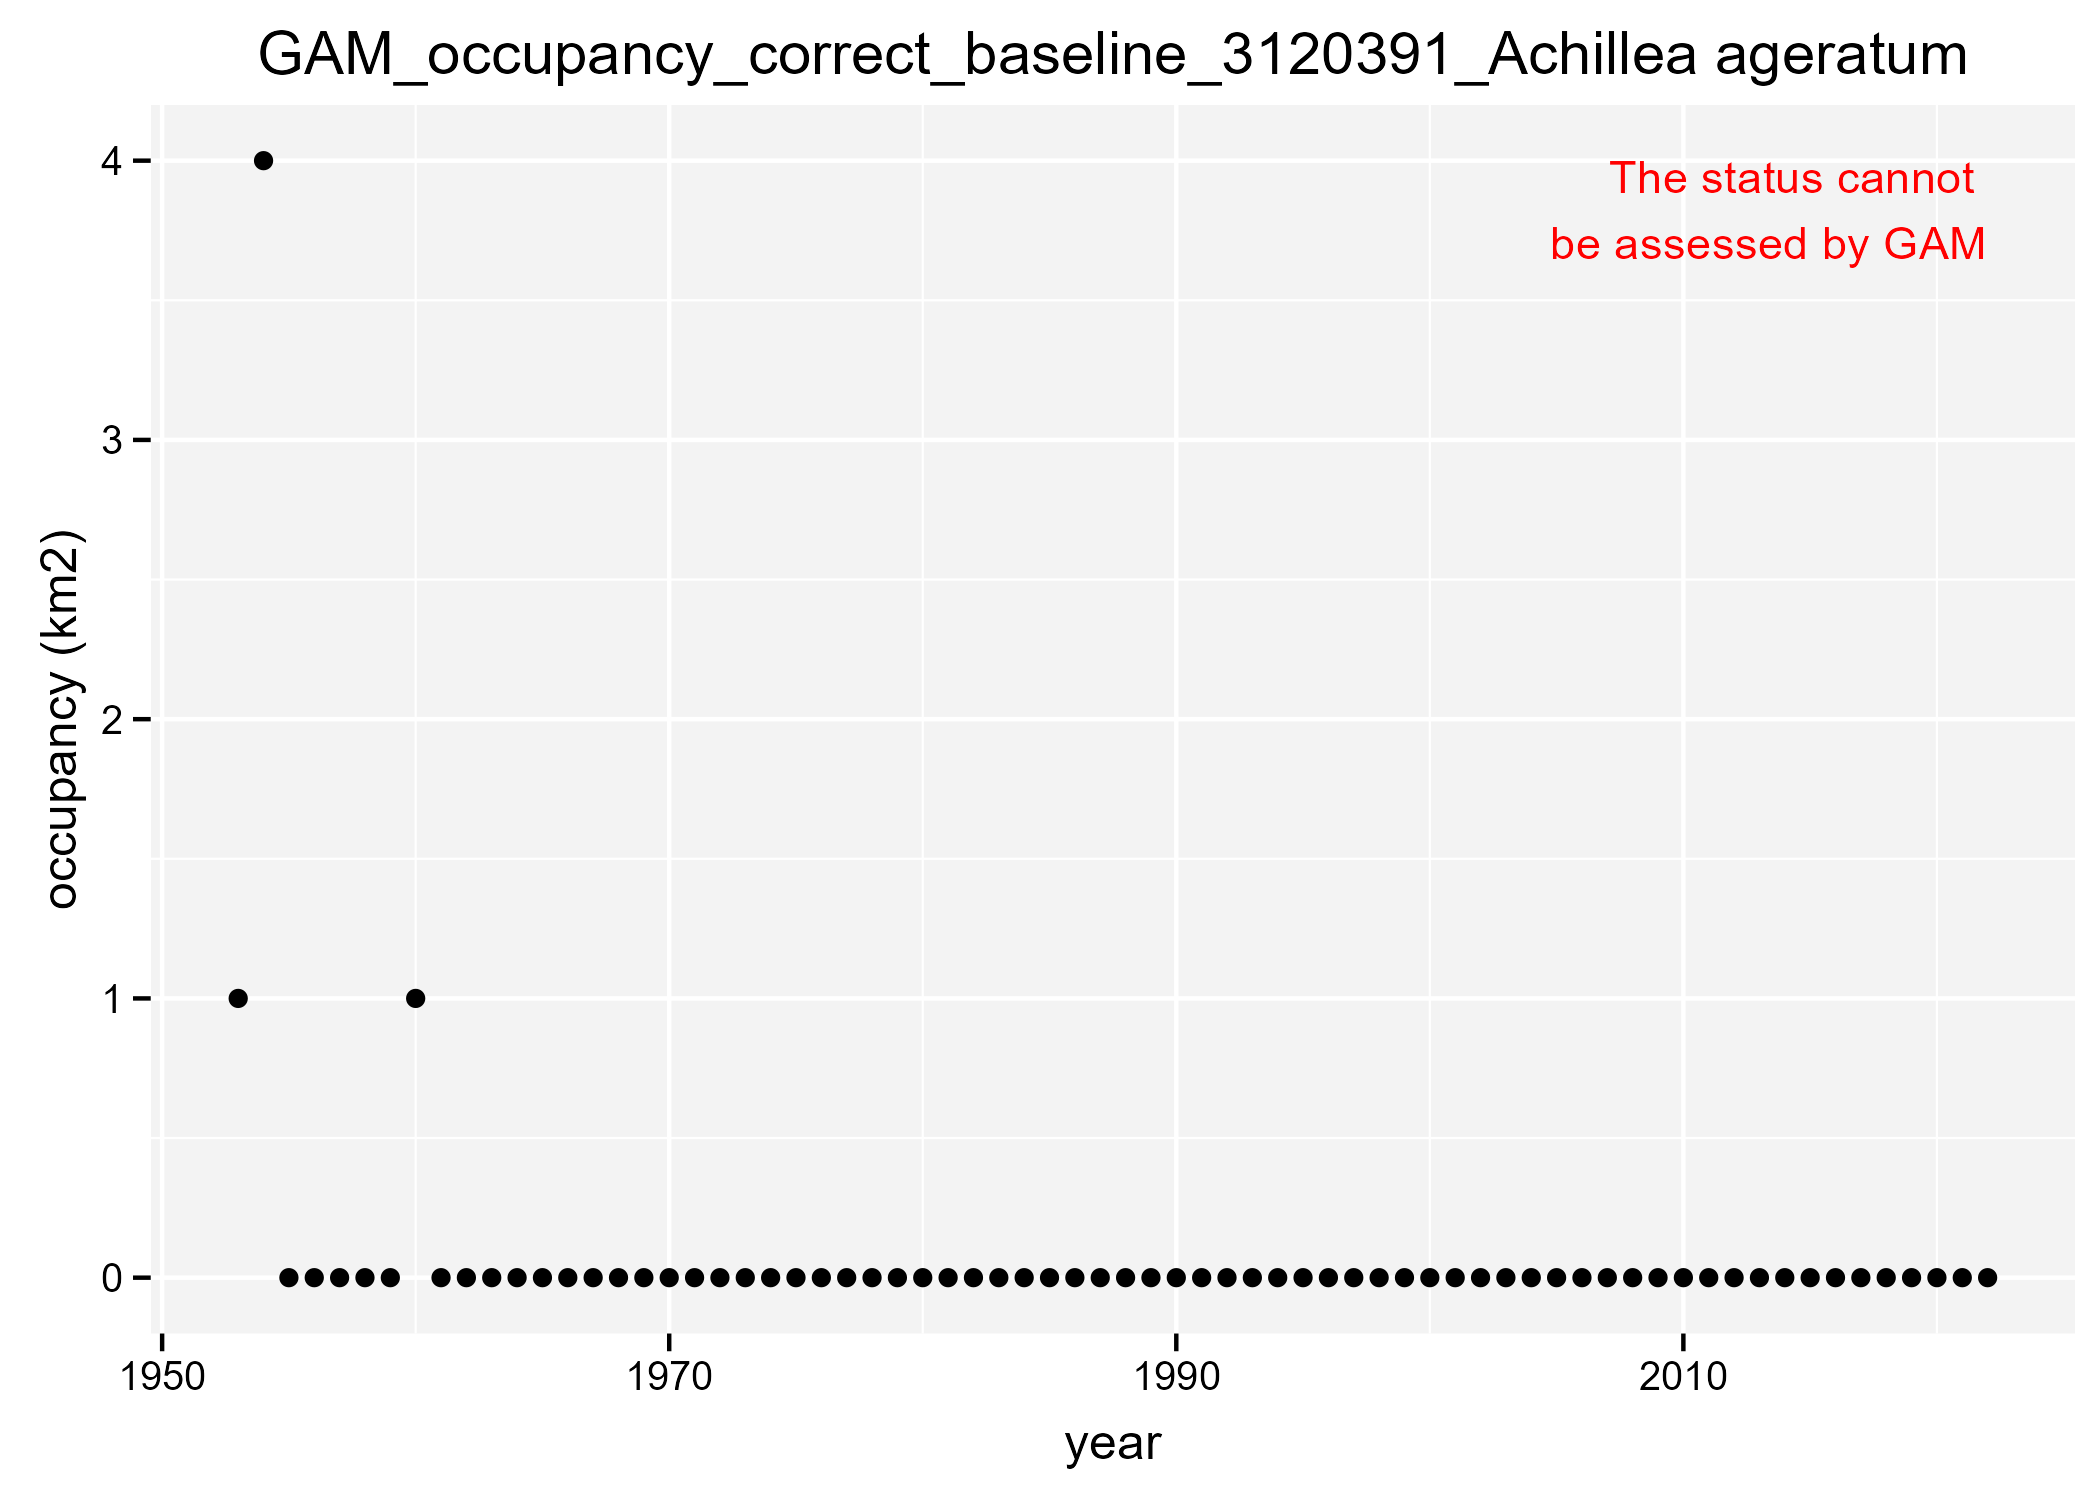 GAM_occupancy_correct_baseline_3120391_Achillea ageratum
The status cannot
be assessed by GAM
occupancy (km2)
4
3
2
1
0
1950
1970
1990
2010
year